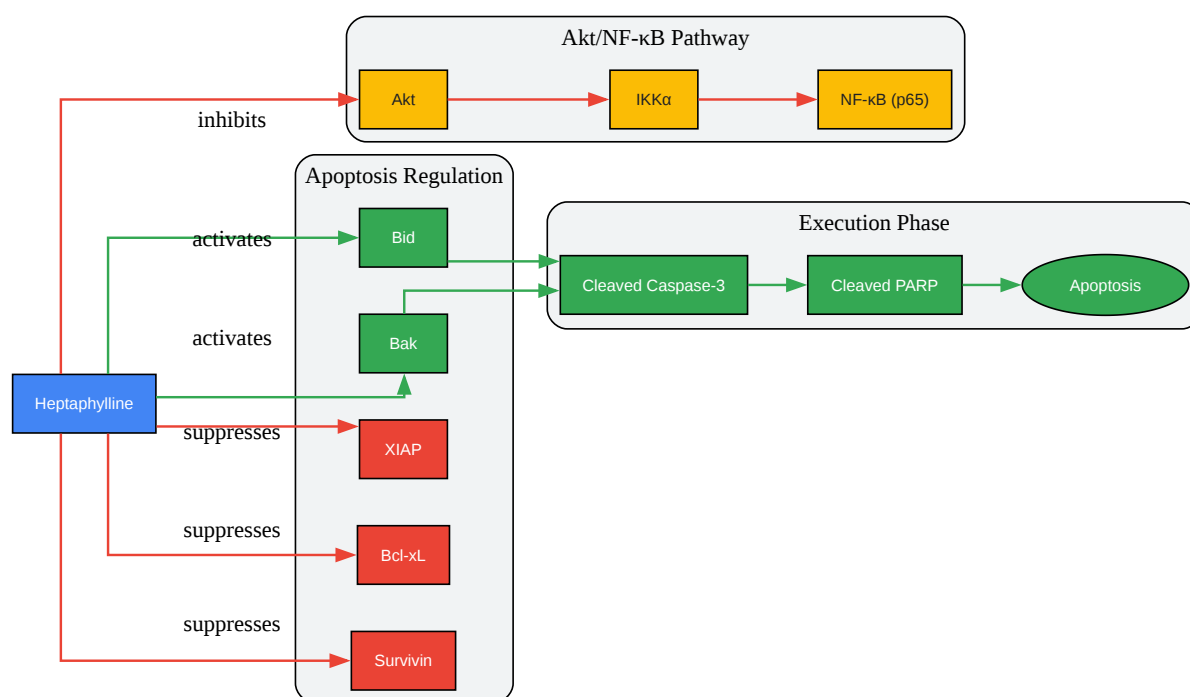 Akt/NF-κB Pathway
Akt
IKKα
NF-κB (p65)
inhibits
Apoptosis Regulation
Execution Phase
activates
Bid
Cleaved Caspase-3
Cleaved PARP
Apoptosis
activates
Bak
Heptaphylline
suppresses
XIAP
suppresses
Bcl-xL
suppresses
Survivin